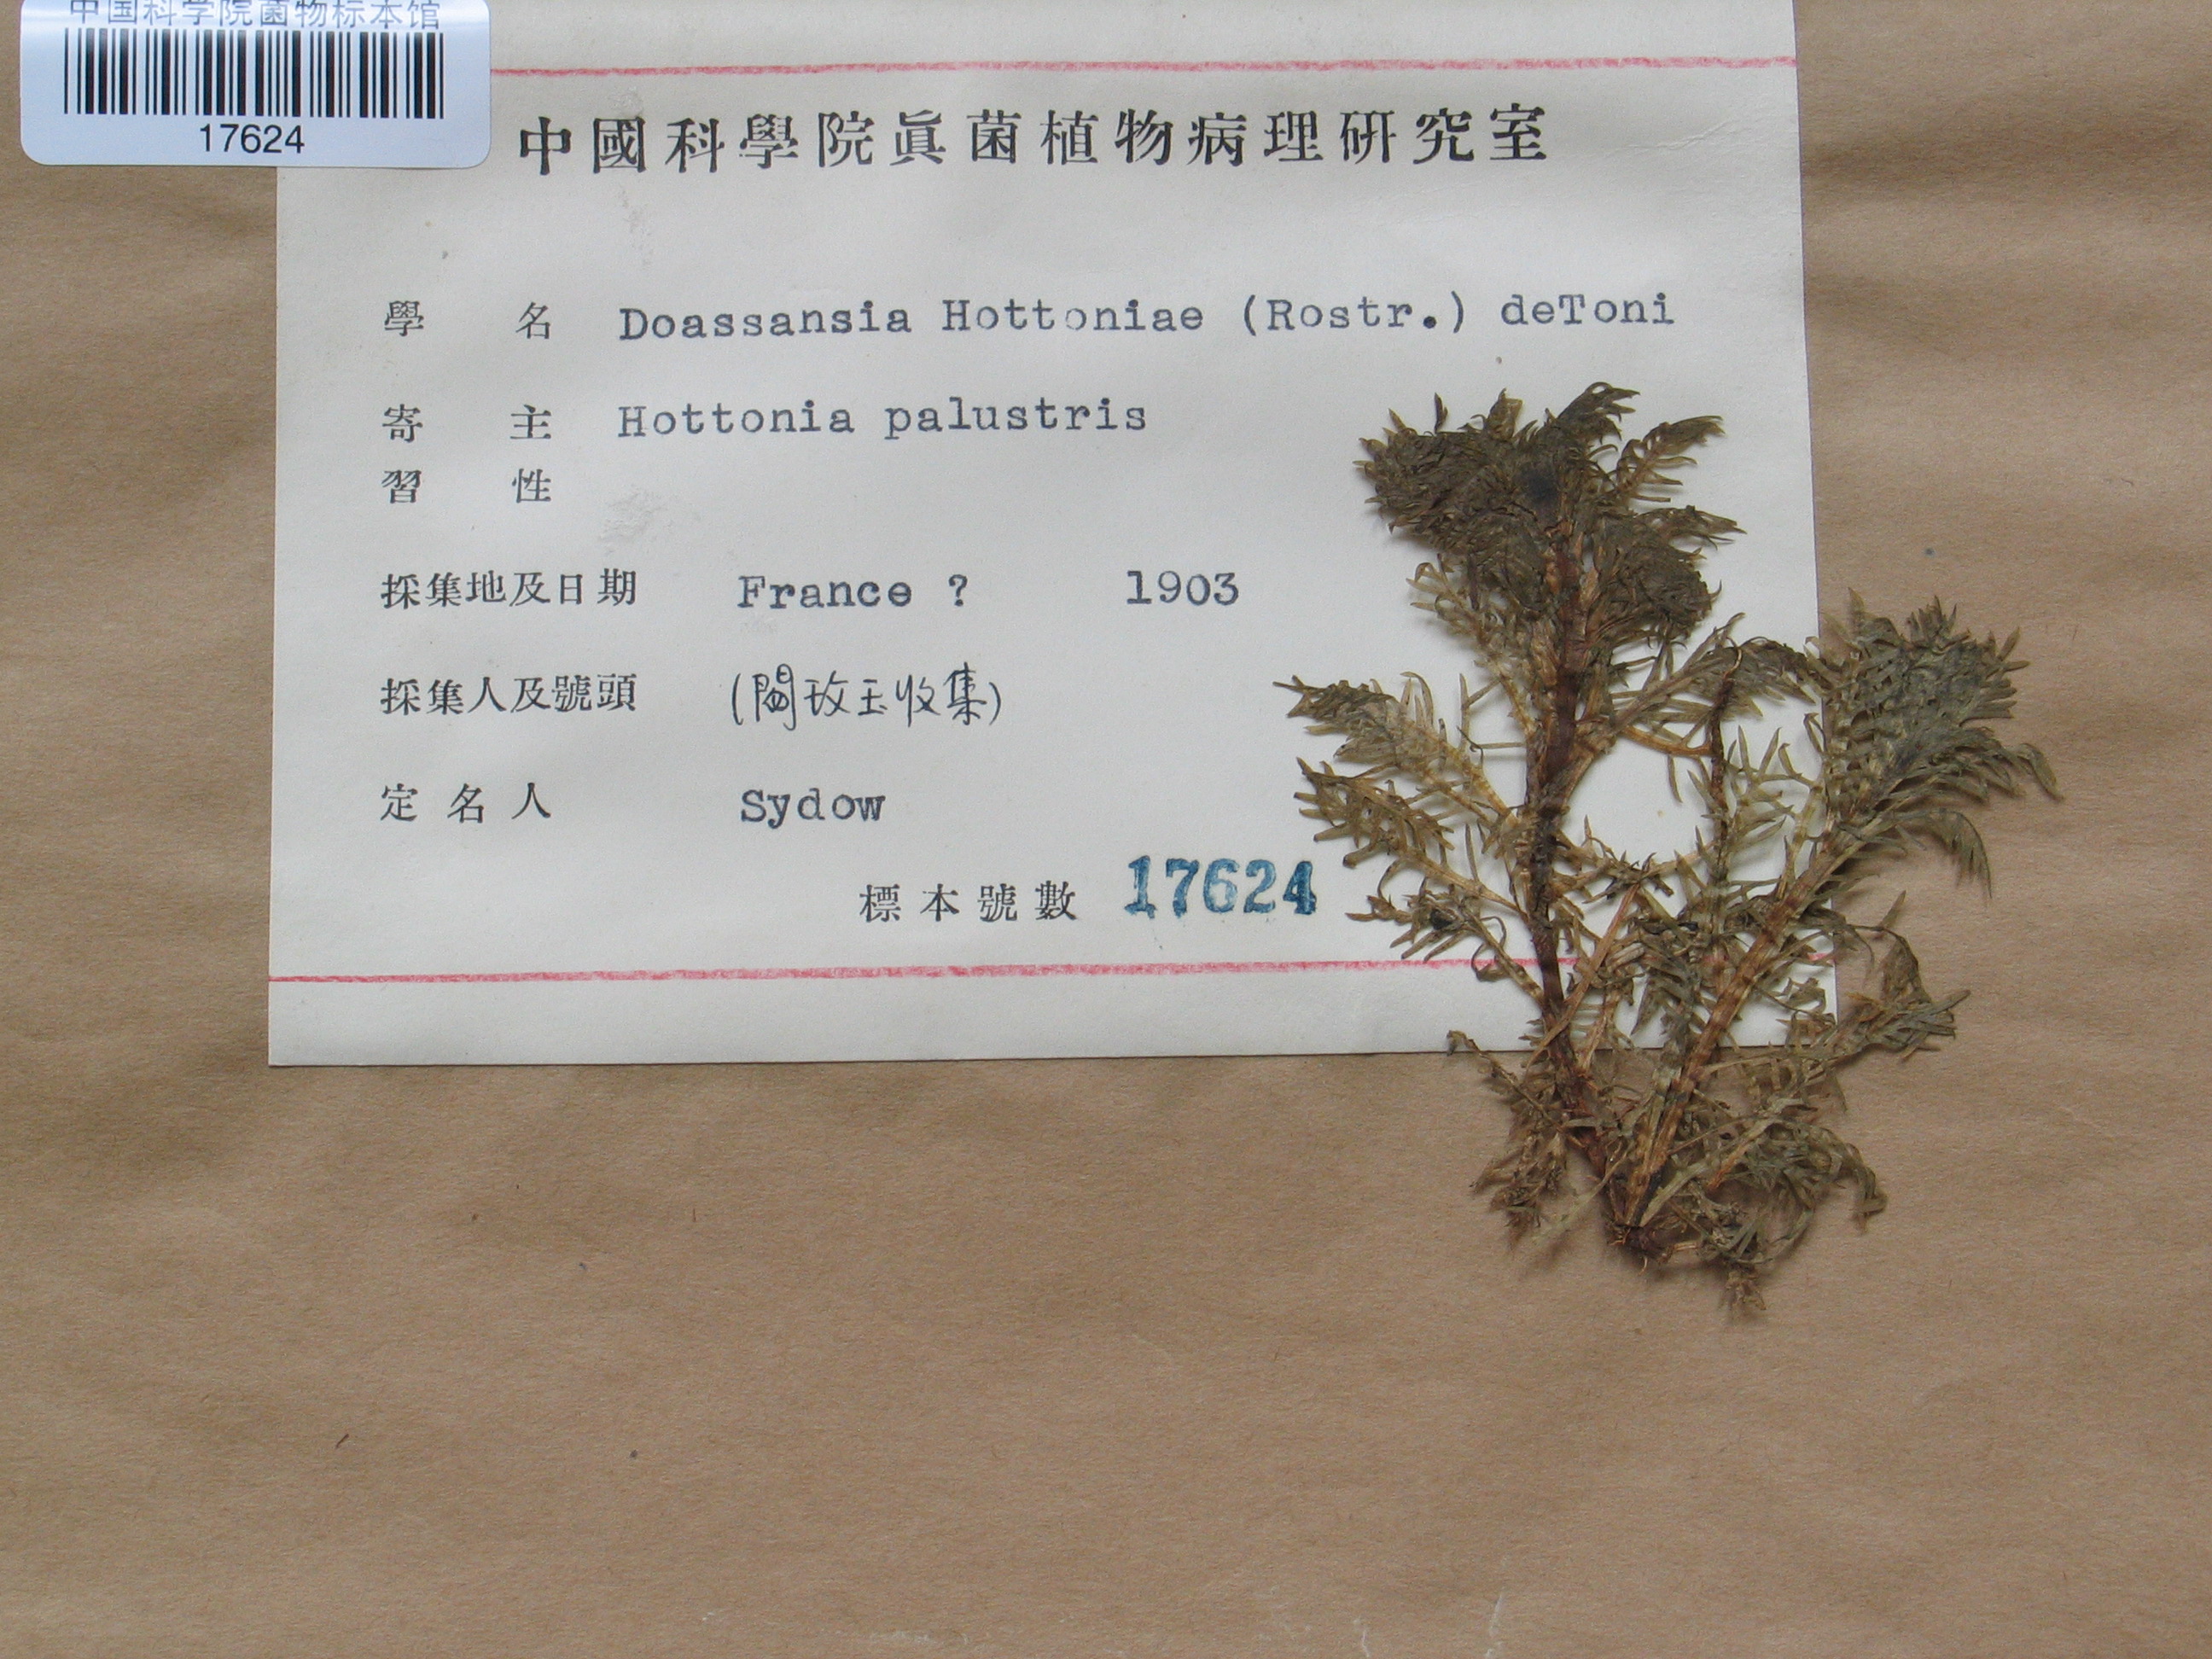 中国科学院菌物标本馆
17624
中國科學院眞菌植物病理研究室
學名 Doassansia Hottoniae (Rostr.) deToni
寄主 Hottonia palustris
習性
採集地及日期 France ? 1903
採集人及號頭 (閻玫玉收集)
定名人 Sydow
標本號數 17624